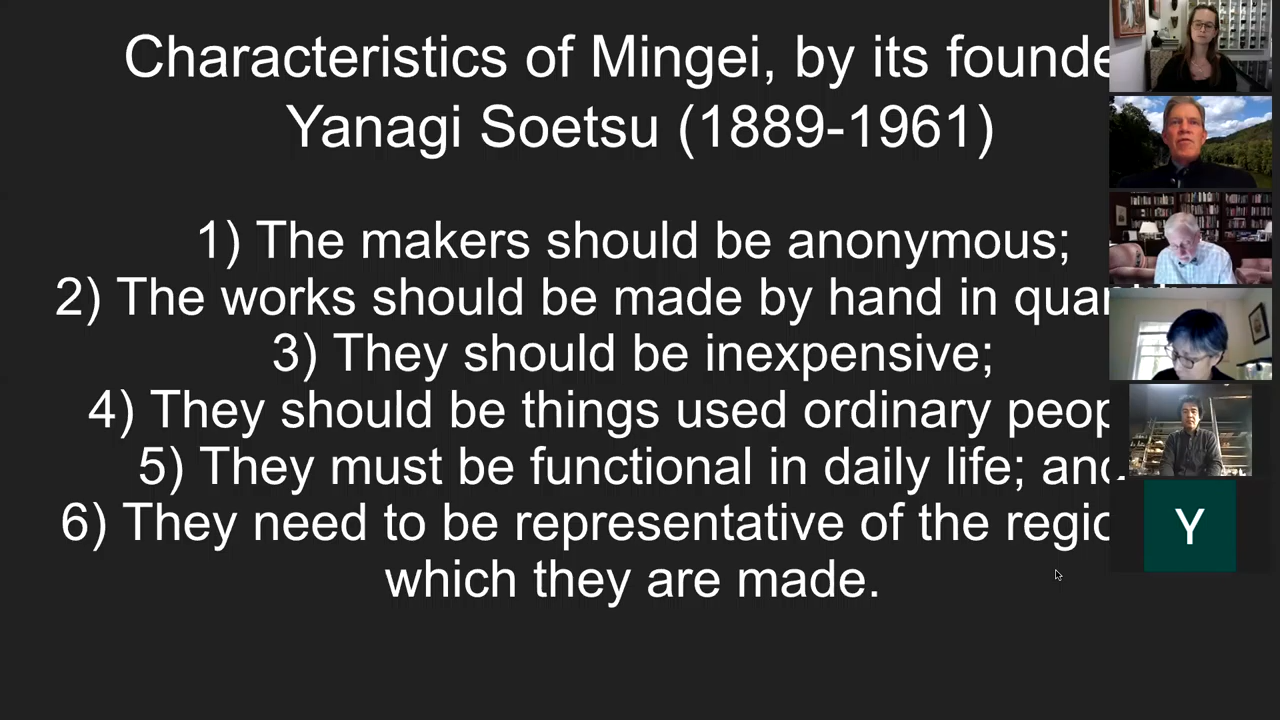 Characteristics of Mingei, by its founde
Yanagi Soetsu (1889-1961)
1) The makers should be anonymous;
2) The works should be made by hand in
3) They should be inexpensive;
4) They should be things used ordinary
5) They must be functional in daily life; and
6) They need to be representative of the
which they are made.
Y